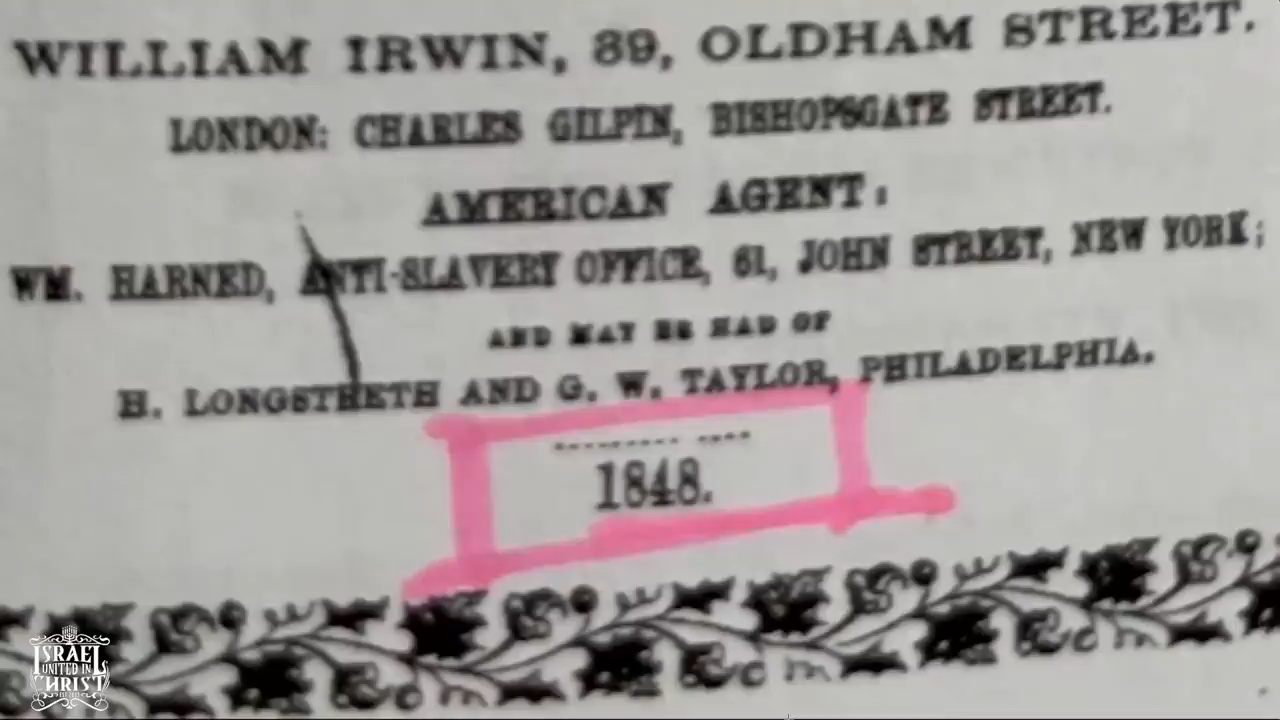 WILLIAM IRWIN, 39, OLDHAM STREET.
LONDON: CHARLES GILPIN, BISHOPSGATE STREET.
AMERICAN AGENT:
WM. HARNED, ANTI-SLAVERY OFFICE, 61, JOHN STREET, NEW YORK;
AND MAY BE HAD OF
H. LONGSTHETH AND G. W. TAYLOR, PHILADELPHIA.
1848.
ISRAEL
UNITED IN
CHRIST